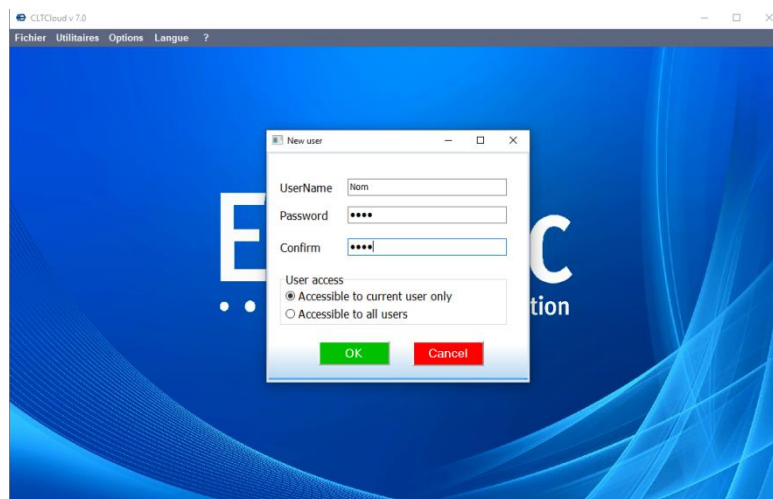 CLTCloud v 7.0
Fichier Utilitaires Options Langue ?
New user
UserName Nom
Password ••••
Confirm ••••
User access
Accessible to current user only
Accessible to all users
OK Cancel